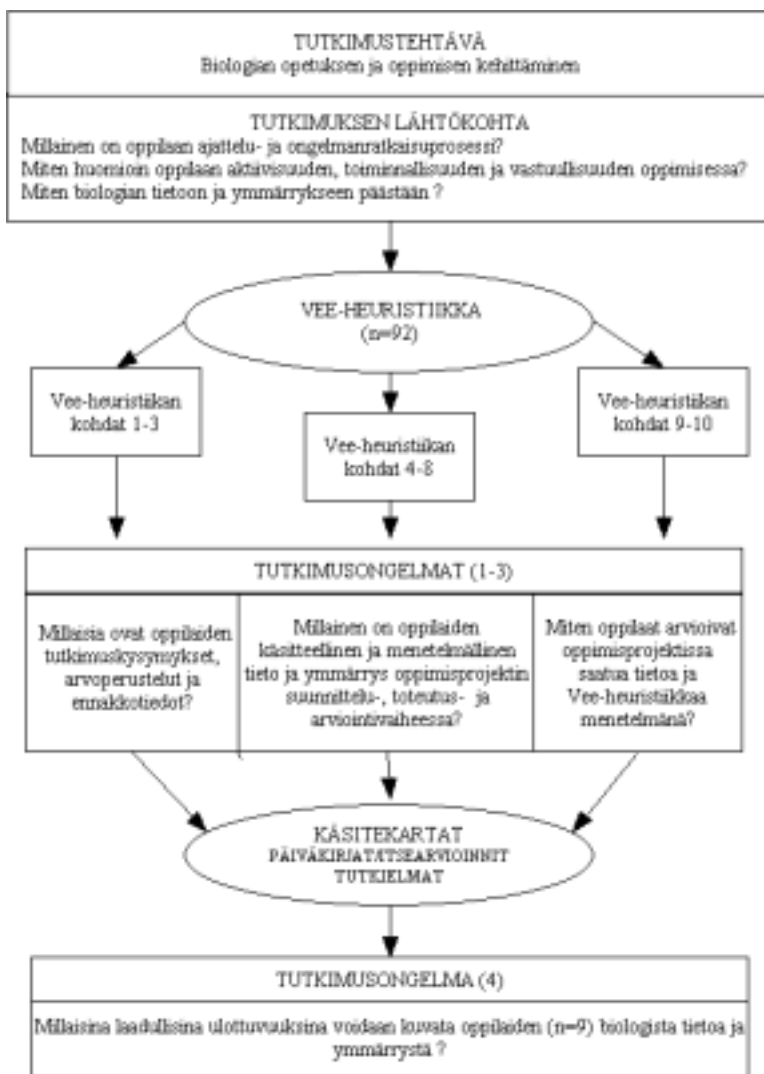 TUTKIMUSTEHTÄVÄ
Biologian opetuksen ja oppimisen kehittäminen
TUTKIMUKSEN LÄHTÖKOHTA
Millainen on oppilaan ajattelu- ja ongelmanratkaisuprosessi?
Miten huomioin oppilaan aktiivisuuden, toiminnallisuuden ja vastuullisuuden oppimisessa?
Miten biologian tietoon ja ymmärrykseen päästään ?
VEE-HEURISTIIKKA
(n=92)
Vee-heuristiikan
kohdat 1-3
Vee-heuristiikan
kohdat 4-8
Vee-heuristiikan
kohdat 9-10
TUTKIMUSONGELMAT (1-3)
Millaisia ovat oppilaiden
tutkimuskysymykset,
arvoperustelut ja
ennakkotiedot?
Millainen on oppilaiden
käsitteellinen ja menetelmällinen
tieto ja ymmärrys oppimisprojektin
suunnittelu-, toteutus- ja
arviointivaiheessa?
Miten oppilaat arvioivat
oppimisprojektissa
saatua tietoa ja
Vee-heuristiikkaa
menetelmänä?
KÄSITEKARTAT
PÄIVÄKIRJAT/ITSEARVIOINNIT
TUTKIELMAT
TUTKIMUSONGELMA (4)
Millaisina laadullisina ulottuvuuksina voidaan kuvata oppilaiden (n=9) biologista tietoa ja
ymmärrystä ?